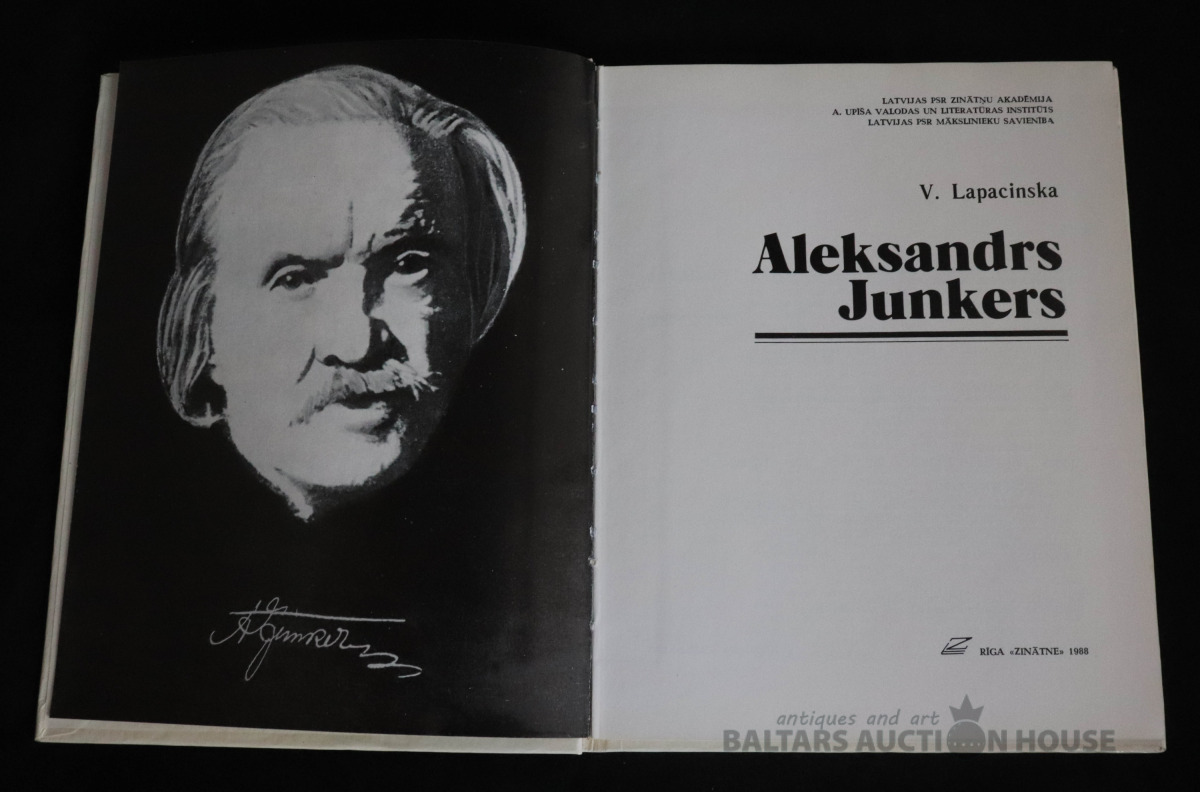 A Junkers
LATVIJAS PSR ZINĀTŅU AKADĒMIJA
A. UPĪŠA VALODAS UN LITERATŪRAS INSTITŪTS
LATVIJAS PSR MĀKSLINIEKU SAVIENĪBA
V. Lapacinska
Aleksandrs
Junkers
RĪGA «ZINĀTNE» 1988
antiques and art
BALTARS AUCTION HOUSE